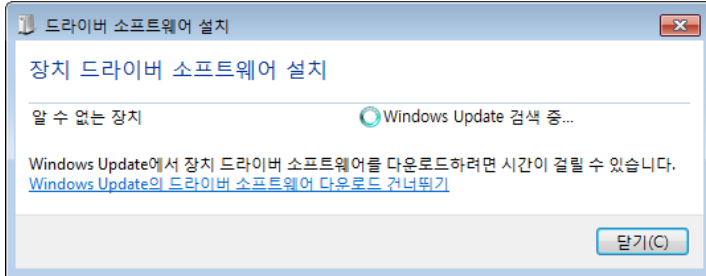 드라이버 소프트웨어 설치
장치 드라이버 소프트웨어 설치
알 수 없는 장치 Windows Update 검색 중...
Windows Update에서 장치 드라이버 소프트웨어를 다운로드하려면 시간이 걸릴 수 있습니다.
Windows Update의 드라이버 소프트웨어 다운로드 건너뛰기
닫기(C)